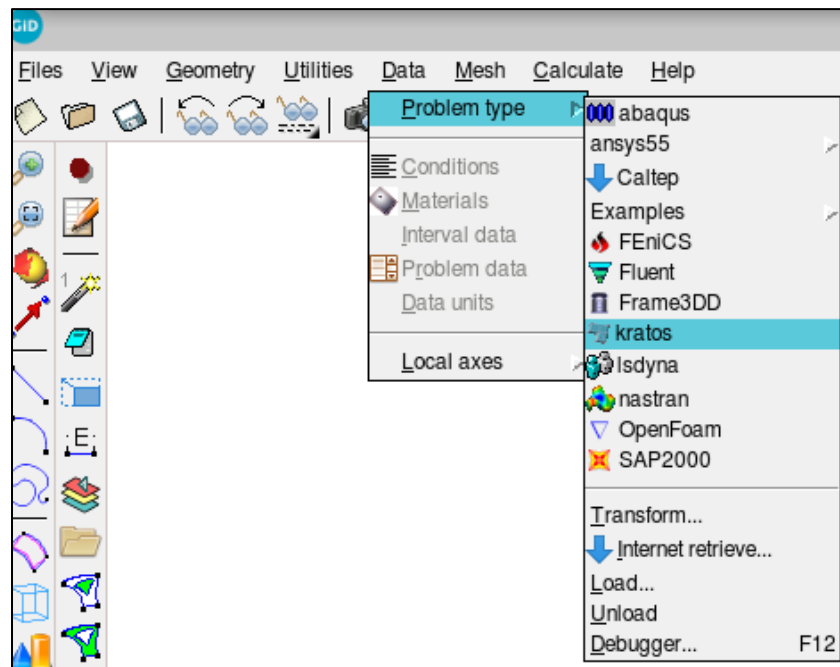 GiD
Files View Geometry Utilities Data Mesh Calculate Help
Problem type
Conditions
Materials
Interval data
Problem data
Data units
Local axes
abaqus
ansys55
Caltep
Examples
FEniCS
Fluent
Frame3DD
kratos
lsdyna
nastran
OpenFoam
SAP2000
Transform...
Internet retrieve...
Load...
Unload
Debugger... F12
1
E